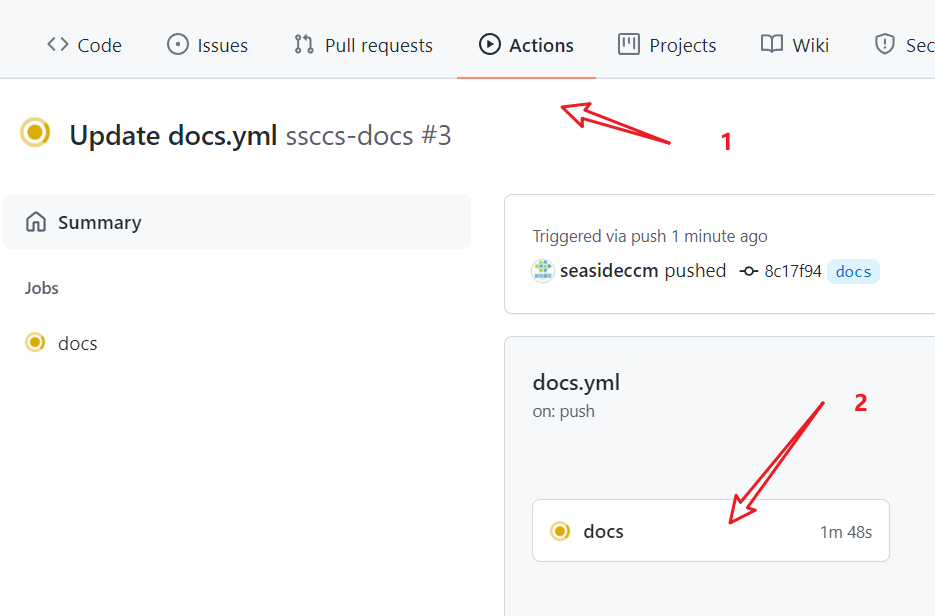 Code Issues Pull requests Actions Projects Wiki Sec
1
Update docs.yml ssccs-docs #3
Summary
Triggered via push 1 minute ago
seasideccm pushed 8c17f94 docs
Jobs
docs
docs.yml
on: push
2
docs 1m 48s